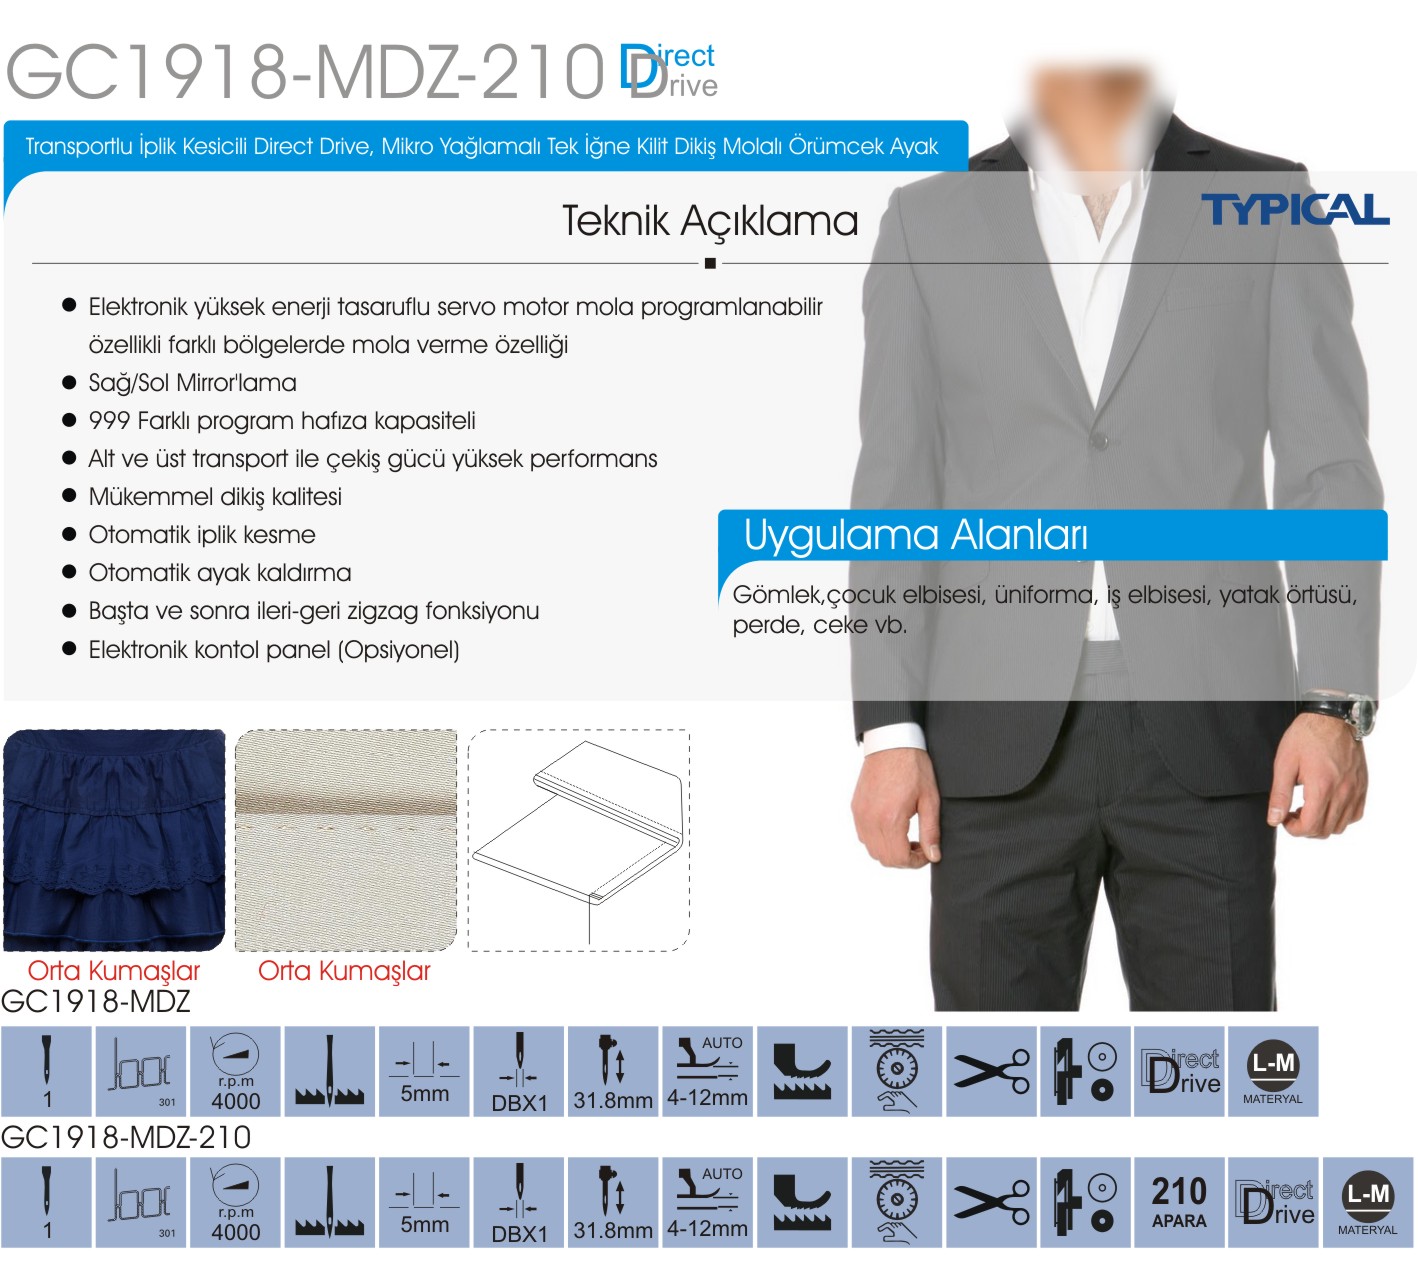 GC1918-MDZ-210 Direct Drive
Transportlu İplik Kesicili Direct Drive, Mikro Yağlamalı Tek İğne Kilit Dikiş Molalı Örümcek Ayak
TYPICAL
Teknik Açıklama
Elektronik yüksek enerji tasaruflu servo motor mola programlanabilir
özellikli farklı bölgelerde mola verme özelliği
Sağ/Sol Mirror'lama
999 Farklı program hafıza kapasiteli
Alt ve üst transport ile çekiş gücü yüksek performans
Mükemmel dikiş kalitesi
Otomatik iplik kesme
Otomatik ayak kaldırma
Başta ve sonra ileri-geri zigzag fonksiyonu
Elektronik kontol panel (Opsiyonel)
Uygulama Alanları
Gömlek,çocuk elbisesi, üniforma, iş elbisesi, yatak örtüsü,
perde, ceke vb.
Orta Kumaşlar Orta Kumaşlar
GC1918-MDZ
1 301 r.p.m 4000 5mm DBX1 31.8mm AUTO 4-12mm Direct Drive L-M MATERYAL
GC1918-MDZ-210
1 301 r.p.m 4000 5mm DBX1 31.8mm AUTO 4-12mm 210 APARA Direct Drive L-M MATERYAL